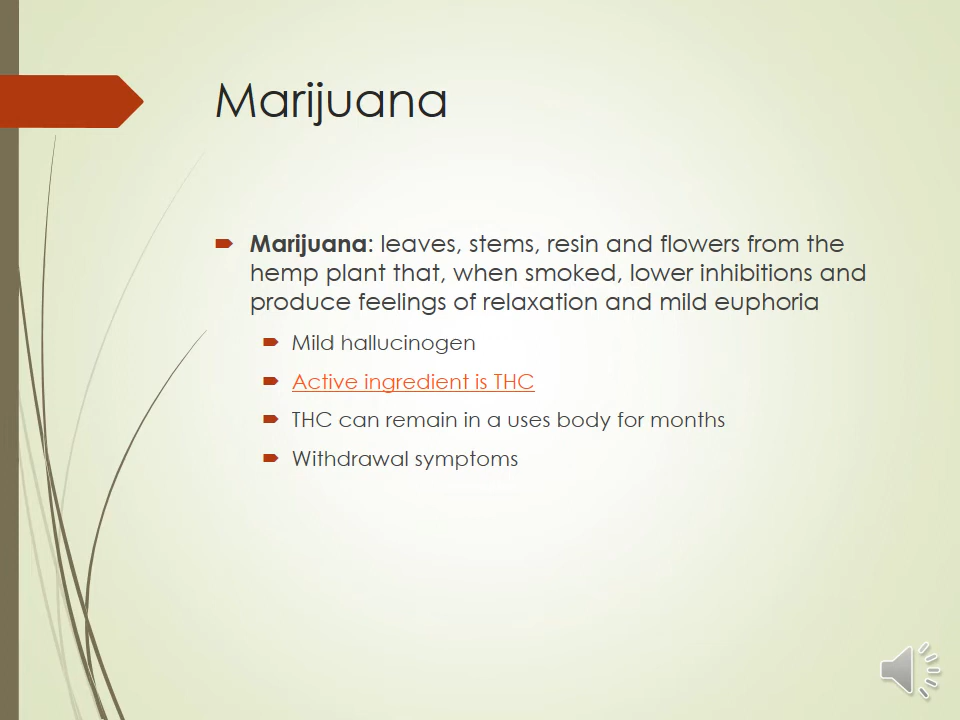 Marijuana
Marijuana: leaves, stems, resin and flowers from the
hemp plant that, when smoked, lower inhibitions and
produce feelings of relaxation and mild euphoria
Mild hallucinogen
Active ingredient is THC
THC can remain in a uses body for months
Withdrawal symptoms